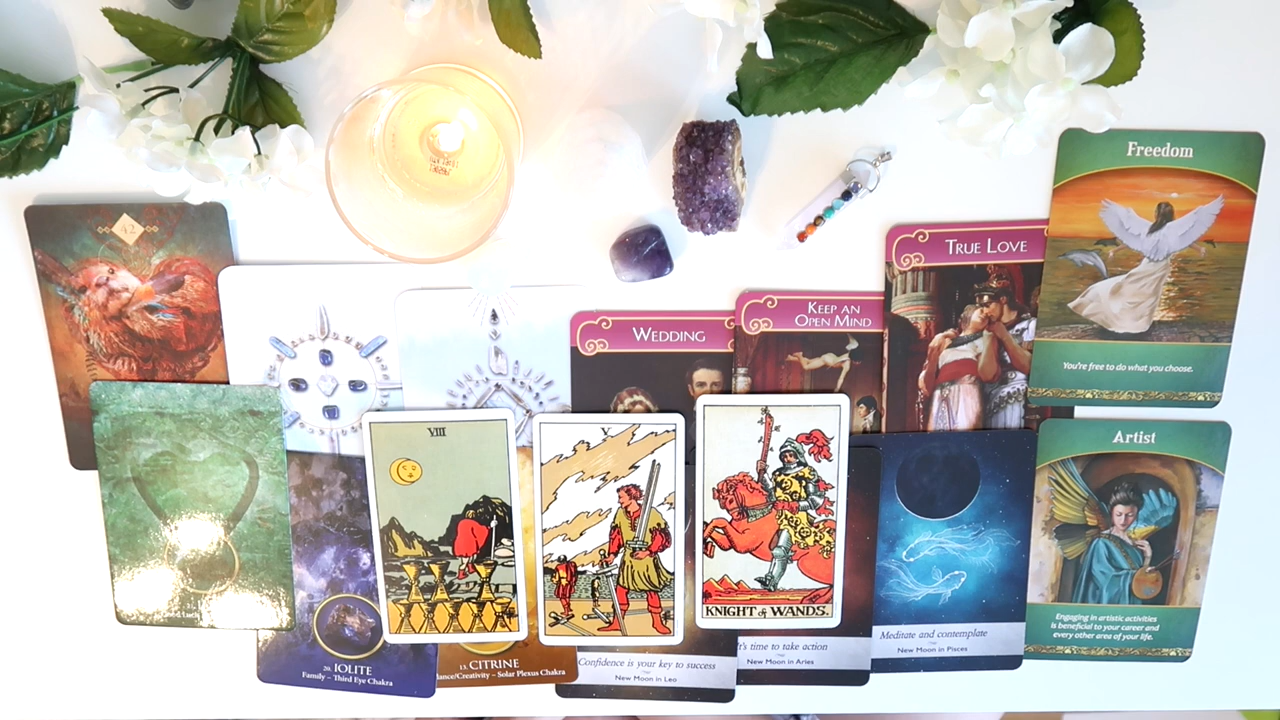 Freedom
You're free to do what you choose.
42
TRUE LOVE
KEEP AN
OPEN MIND
WEDDING
VIII
V
KNIGHT of WANDS.
Artist
Engaging in artistic activities
is beneficial to your career and
every other area of your life.
Meditate and contemplate
New Moon in Pisces
It's time to take action
New Moon in Aries
Confidence is your key to success
New Moon in Leo
20. IOLITE
Family – Third Eye Chakra
13. CITRINE
/Creativity – Solar Plexus Chakra